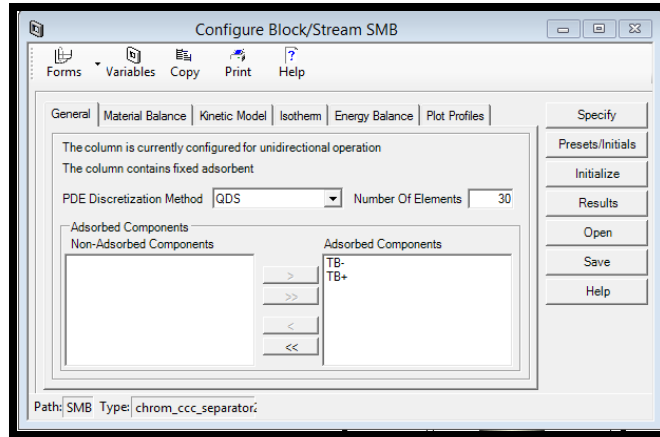 Configure Block/Stream SMB
Forms Variables Copy Print Help
General Material Balance Kinetic Model Isotherm Energy Balance Plot Profiles
The column is currently configured for unidirectional operation
The column contains fixed adsorbent
PDE Discretization Method QDS Number Of Elements 30
Adsorbed Components
Non-Adsorbed Components Adsorbed Components
TB-
TB+
>
>>
<
<<
Specify
Presets/Initials
Initialize
Results
Open
Save
Help
Path: SMB Type: chrom_ccc_separator2